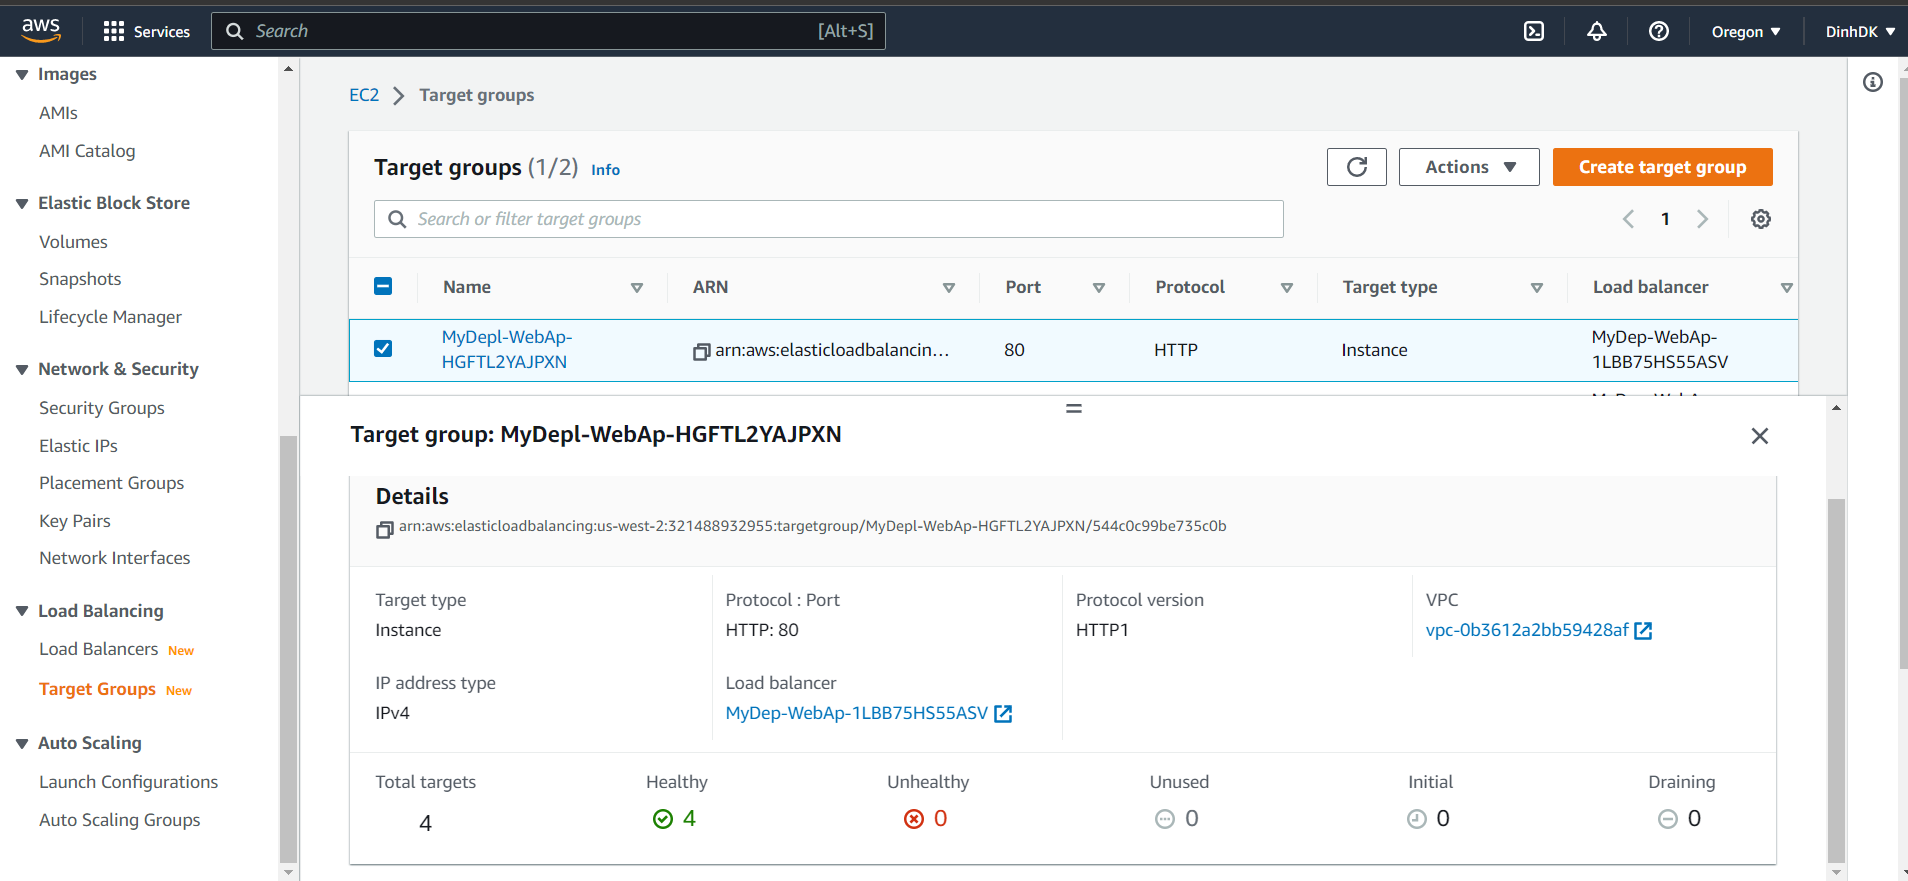 aws
Services
Search
[Alt+S]
Oregon
DinhDK
Images
AMIs
AMI Catalog
Elastic Block Store
Volumes
Snapshots
Lifecycle Manager
Network & Security
Security Groups
Elastic IPs
Placement Groups
Key Pairs
Network Interfaces
Load Balancing
Load Balancers New
Target Groups New
Auto Scaling
Launch Configurations
Auto Scaling Groups
EC2 Target groups
Target groups (1/2) Info
Actions
Create target group
Search or filter target groups
1
Name ARN Port Protocol Target type Load balancer
MyDepl-WebAp-
HGFTL2YAJPXN
arn:aws:elasticloadbalancin...
80
HTTP
Instance
MyDep-WebAp-
1LBB75HS55ASV
Target group: MyDepl-WebAp-HGFTL2YAJPXN
Details
arn:aws:elasticloadbalancing:us-west-2:321488932955:targetgroup/MyDepl-WebAp-HGFTL2YAJPXN/544c0c99be735c0b
Target type
Instance
Protocol : Port
HTTP: 80
Protocol version
HTTP1
VPC
vpc-0b3612a2bb59428af
IP address type
IPv4
Load balancer
MyDep-WebAp-1LBB75HS55ASV
Total targets
4
Healthy
4
Unhealthy
0
Unused
0
Initial
0
Draining
0